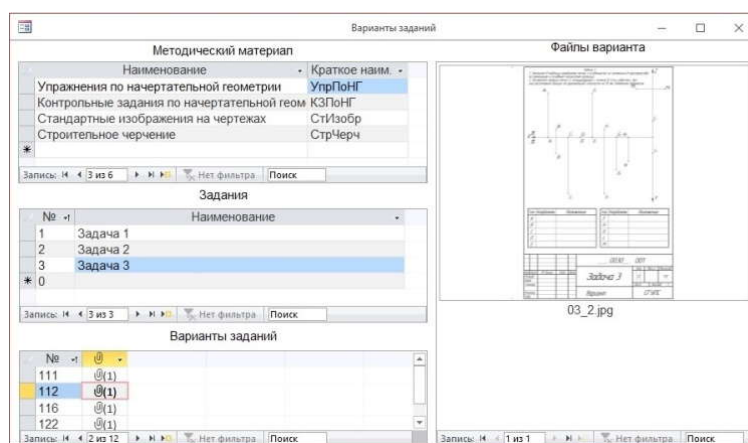 Варианты заданий
Методический материал
Наименование Краткое наим.
Упражнения по начертательной геометрии УпрПоНГ
Контрольные задания по начертательной геом КЗПоНГ
Стандартные изображения на чертежах СтИзобр
Строительное черчение СтрЧерч
Запись: 3 из 6 Нет фильтра Поиск
Задания
№ Наименование
1 Задача 1
2 Задача 2
3 Задача 3
0
Запись: 3 из 3 Нет фильтра Поиск
Варианты заданий
№
111 (1)
112 (1)
116 (1)
122 (1)
Запись: 2 из 12 Нет фильтра Поиск
Файлы варианта
Задача 3
Вариант
03_2.jpg
Запись: 1 из 1 Нет фильтра Поиск